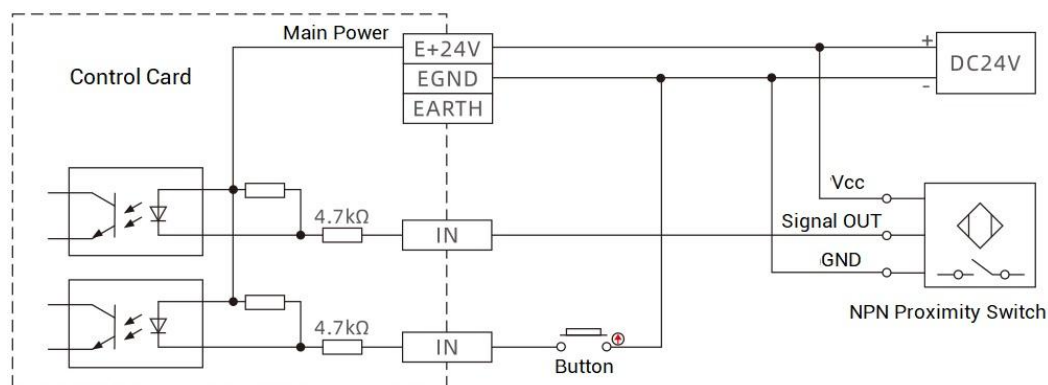 Main Power
E+24V
+
DC24V
-
Control Card
EGND
EARTH
Vcc
4.7kΩ
IN
Signal OUT
GND
NPN Proximity Switch
4.7kΩ
IN
Button